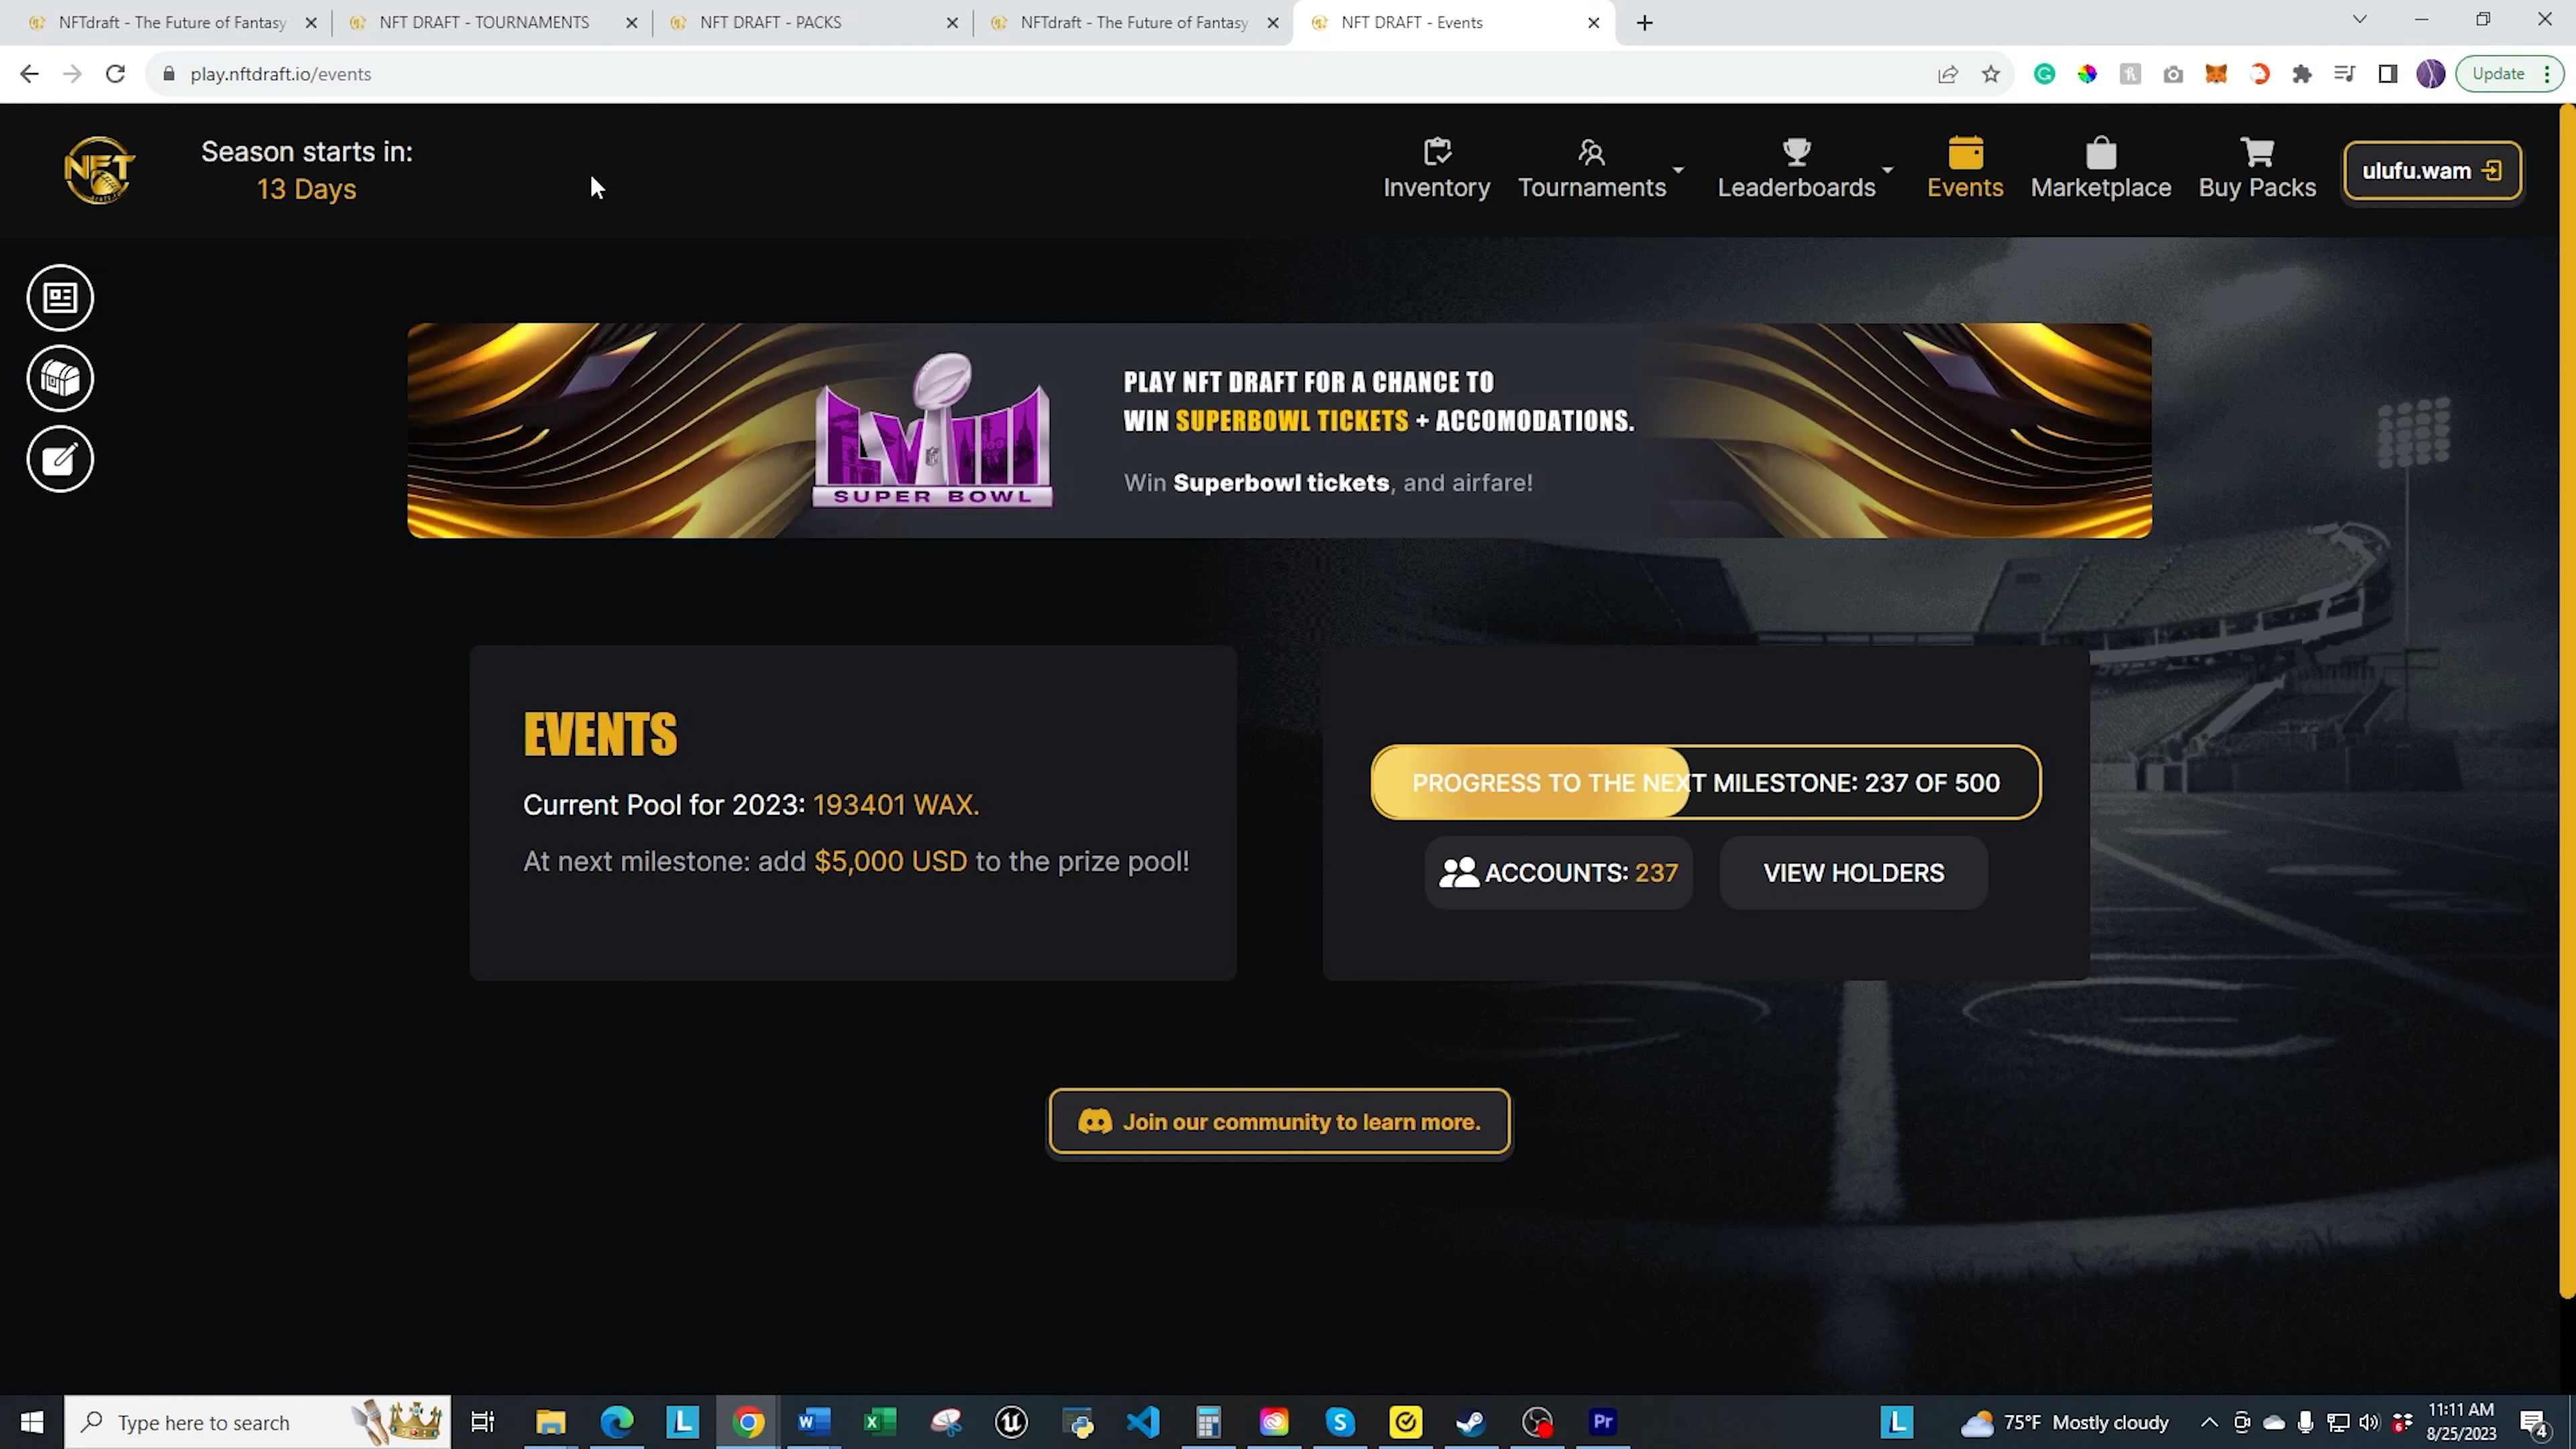 NFTdraft - The Future of Fantasy
NFT DRAFT - TOURNAMENTS
NFT DRAFT - PACKS
NFTdraft - The Future of Fantasy
NFT DRAFT - Events
play.nftdraft.io/events
Update
NFT
Season starts in:
13 Days
Inventory
Tournaments
Leaderboards
Events
Marketplace
Buy Packs
ulufu.wam
LVIII
SUPER BOWL
PLAY NFT DRAFT FOR A CHANCE TO
WIN SUPERBOWL TICKETS + ACCOMODATIONS.
Win Superbowl tickets, and airfare!
EVENTS
Current Pool for 2023: 193401 WAX.
At next milestone: add $5,000 USD to the prize pool!
PROGRESS TO THE NEXT MILESTONE: 237 OF 500
ACCOUNTS: 237
VIEW HOLDERS
Join our community to learn more.
Type here to search
L
Pr
L
75°F Mostly cloudy
11:11 AM
8/25/2023
4